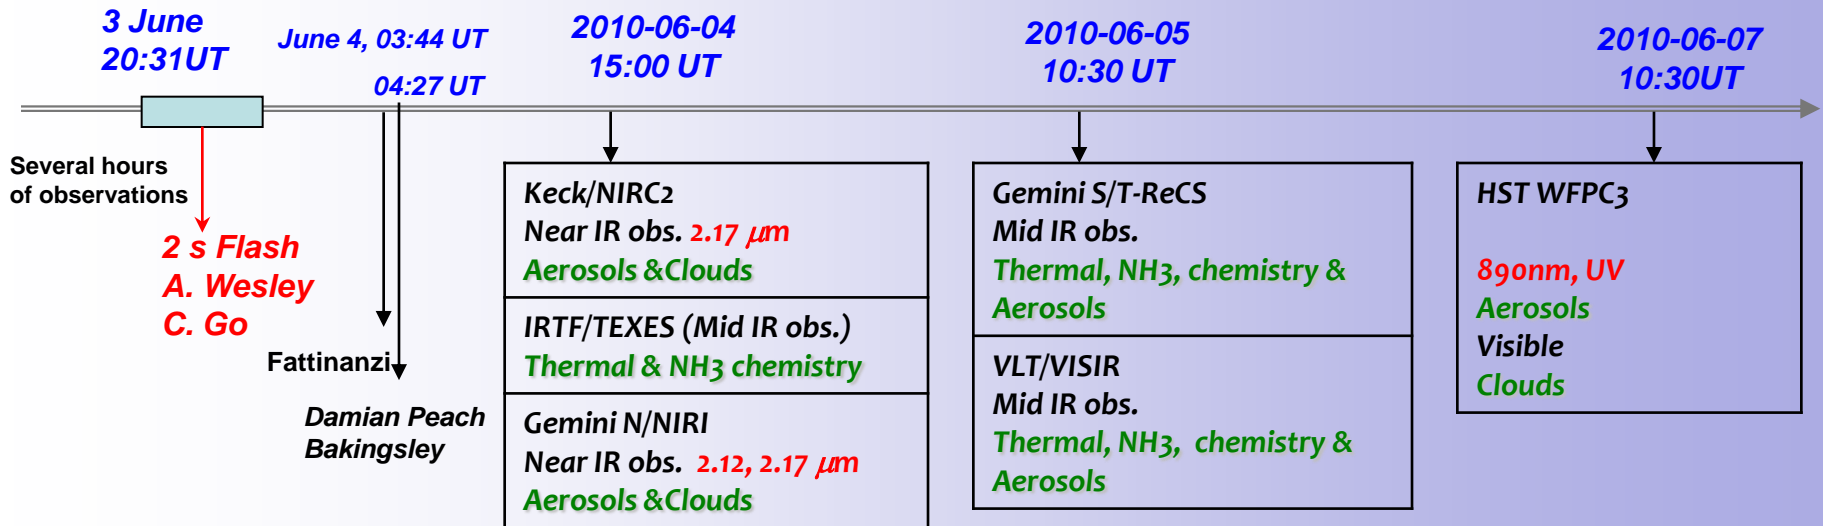 3 June
20:31UT
June 4, 03:44 UT
04:27 UT
2010-06-04
15:00 UT
2010-06-05
10:30 UT
2010-06-07
10:30UT
Several hours
of observations
2 s Flash
A. Wesley
C. Go
Fattinanzi
Damian Peach
Bakingsley
Keck/NIRC2
Near IR obs. 2.17 μm
Aerosols &Clouds
IRTF/TEXES (Mid IR obs.)
Thermal & NH3 chemistry
Gemini N/NIRI
Near IR obs. 2.12, 2.17 μm
Aerosols &Clouds
Gemini S/T-ReCS
Mid IR obs.
Thermal, NH3, chemistry &
Aerosols
VLT/VISIR
Mid IR obs.
Thermal, NH3, chemistry &
Aerosols
HST WFPC3
890nm, UV
Aerosols
Visible
Clouds